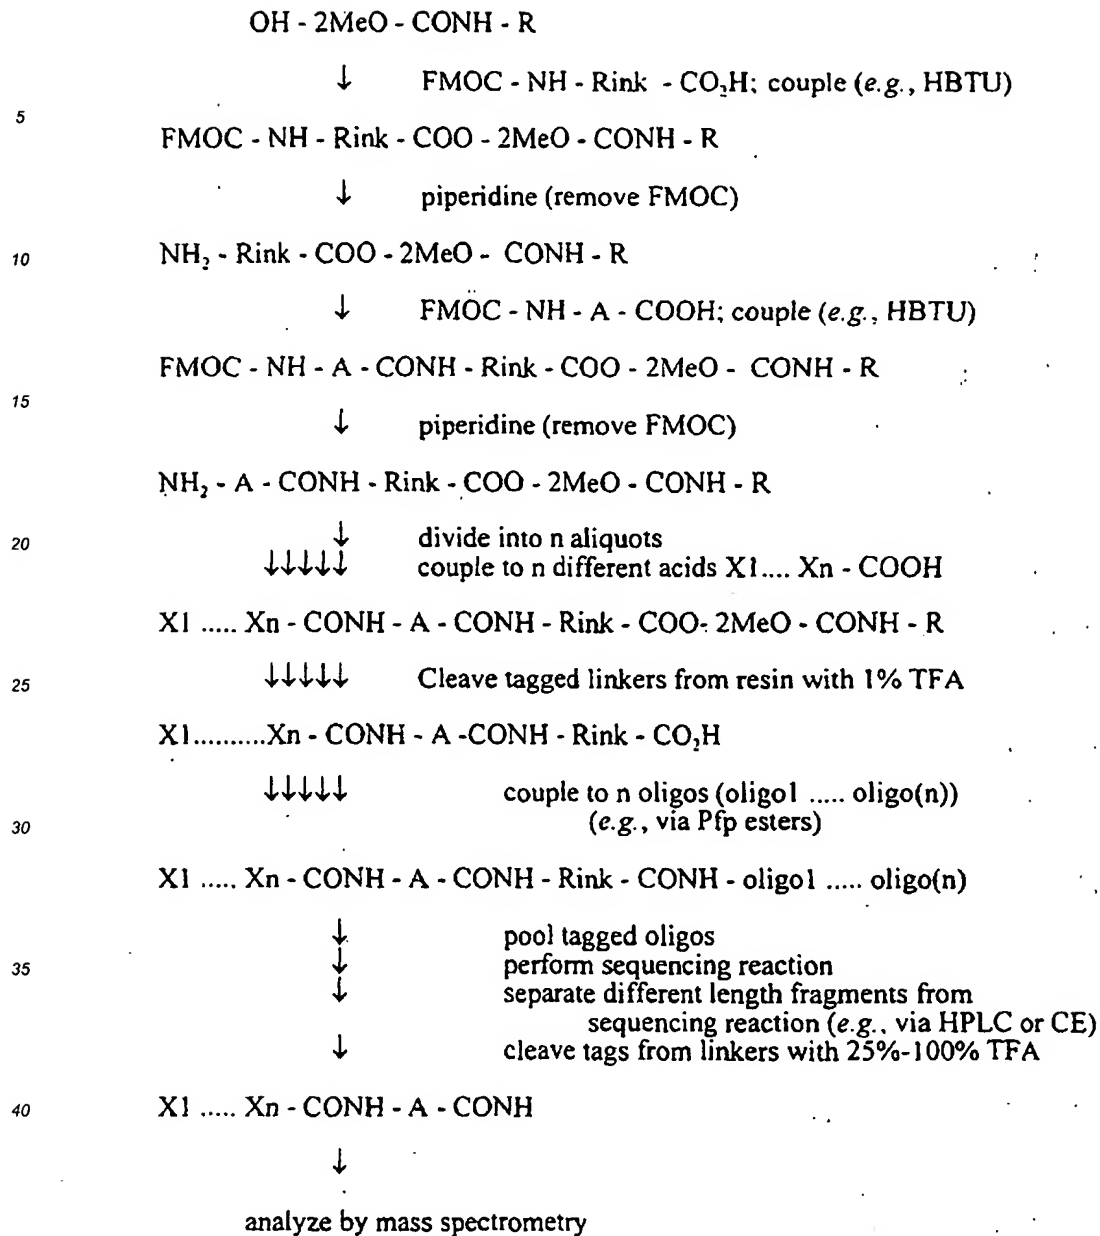 OH - 2MeO - CONH - R
↓ FMOC - NH - Rink - CO₂H; couple (e.g., HBTU)
5
FMOC - NH - Rink - COO - 2MeO - CONH - R
↓ piperidine (remove FMOC)
10 NH₂ - Rink - COO - 2MeO - CONH - R
↓ FMOC - NH - A - COOH; couple (e.g., HBTU)
FMOC - NH - A - CONH - Rink - COO - 2MeO - CONH - R
15
↓ piperidine (remove FMOC)
NH₂ - A - CONH - Rink - COO - 2MeO - CONH - R
20 ↓ divide into n aliquots
↓↓↓↓↓ couple to n different acids X1.... Xn - COOH
X1 ..... Xn - CONH - A - CONH - Rink - COO- 2MeO - CONH - R
25 ↓↓↓↓↓ Cleave tagged linkers from resin with 1% TFA
X1..........Xn - CONH - A -CONH - Rink - CO₂H
↓↓↓↓↓ couple to n oligos (oligo1 ..... oligo(n))
30 (e.g., via Pfp esters)
X1 ..... Xn - CONH - A - CONH - Rink - CONH - oligo1 ..... oligo(n)
↓ pool tagged oligos
35 ↓ perform sequencing reaction
↓ separate different length fragments from
sequencing reaction (e.g., via HPLC or CE)
↓ cleave tags from linkers with 25%-100% TFA
40 X1 ..... Xn - CONH - A - CONH
↓
analyze by mass spectrometry